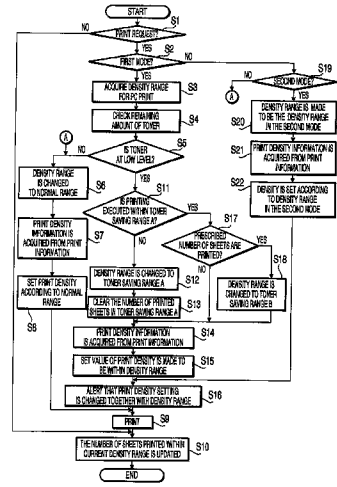 START
S1
NO
PRINT REQUEST?
YES
S2
FIRST MODE?
NO
YES
S19
SECOND MODE?
NO
A
YES
S3
ACQUIRE DENSITY RANGE
FOR PC PRINT
S4
CHECK REMAINING
AMOUNT OF TONER
S20
DENSITY RANGE IS MADE
TO BE THE DENSITY RANGE
IN THE SECOND MODE
A
S5
NO
IS TONER
AT LOW LEVEL?
YES
S21
PRINT DENSITY INFORMATION
IS ACQUIRED FROM PRINT
INFORMATION
S6
DENSITY RANGE
IS CHANGED
TO NORMAL RANGE
S11
IS PRINTING
EXECUTED WITHIN TONER
SAVING RANGE A?
YES
NO
S22
DENSITY IS SET ACCORDING
TO DENSITY RANGE
IN THE SECOND MODE
S7
PRINT DENSITY
IMFORMATION IS
ACQUIRED FROM PRINT
INFORMATION
S17
PRESCRIBED
NUMBER OF SHEETS ARE
PRINTED?
YES
NO
S8
SET PRINT DENSITY
ACCORDING TO NORMAL
RANGE
S12
DENSITY RANGE IS CHANGED TO
TONER SAVING RANGE A
S18
DENSITY RANGE IS
CHANGED TO TONER
SAVING RANGE B
S13
CLEAR THE NUMBER OF PRINTED
SHEETS IN TONER SAVING RANGE A
S14
PRINT DENSITY INFORMATION
IS ACQUIRED FROM PRINT INFORMATION
S15
SET VALUE OF PRINT DENSITY IS MADE TO
BE WITHIN DENSITY RANGE
S16
ALERT THAT PRINT DENSITY SETTING
IS CHANGED TOGETHER WITH DENSITY RANGE
S9
PRINT
S10
THE NUMBER OF SHEETS PRINTED WITHIN
CURRENT DENSITY RANGE IS UPDATED
END